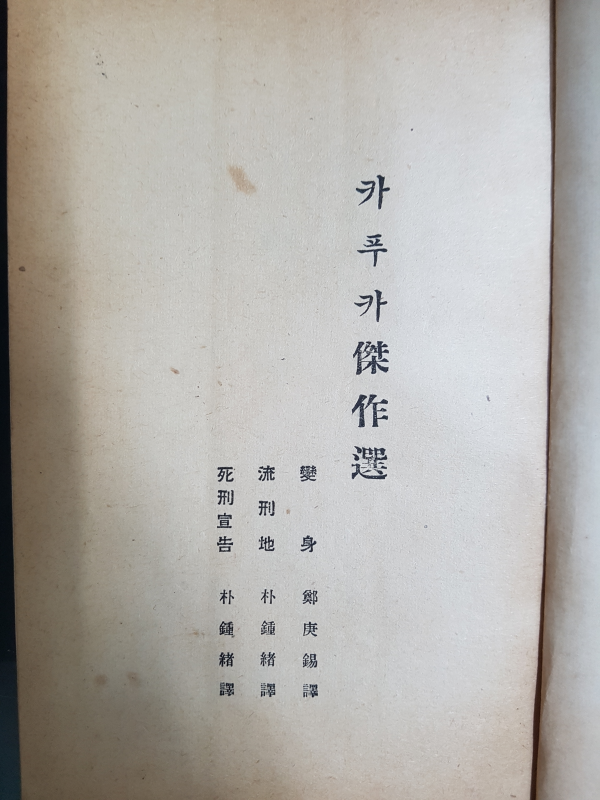 카푸카傑作選
變身 鄭庚錫譯
流刑地 朴鍾緖譯
死刑宣告 朴鍾緖譯